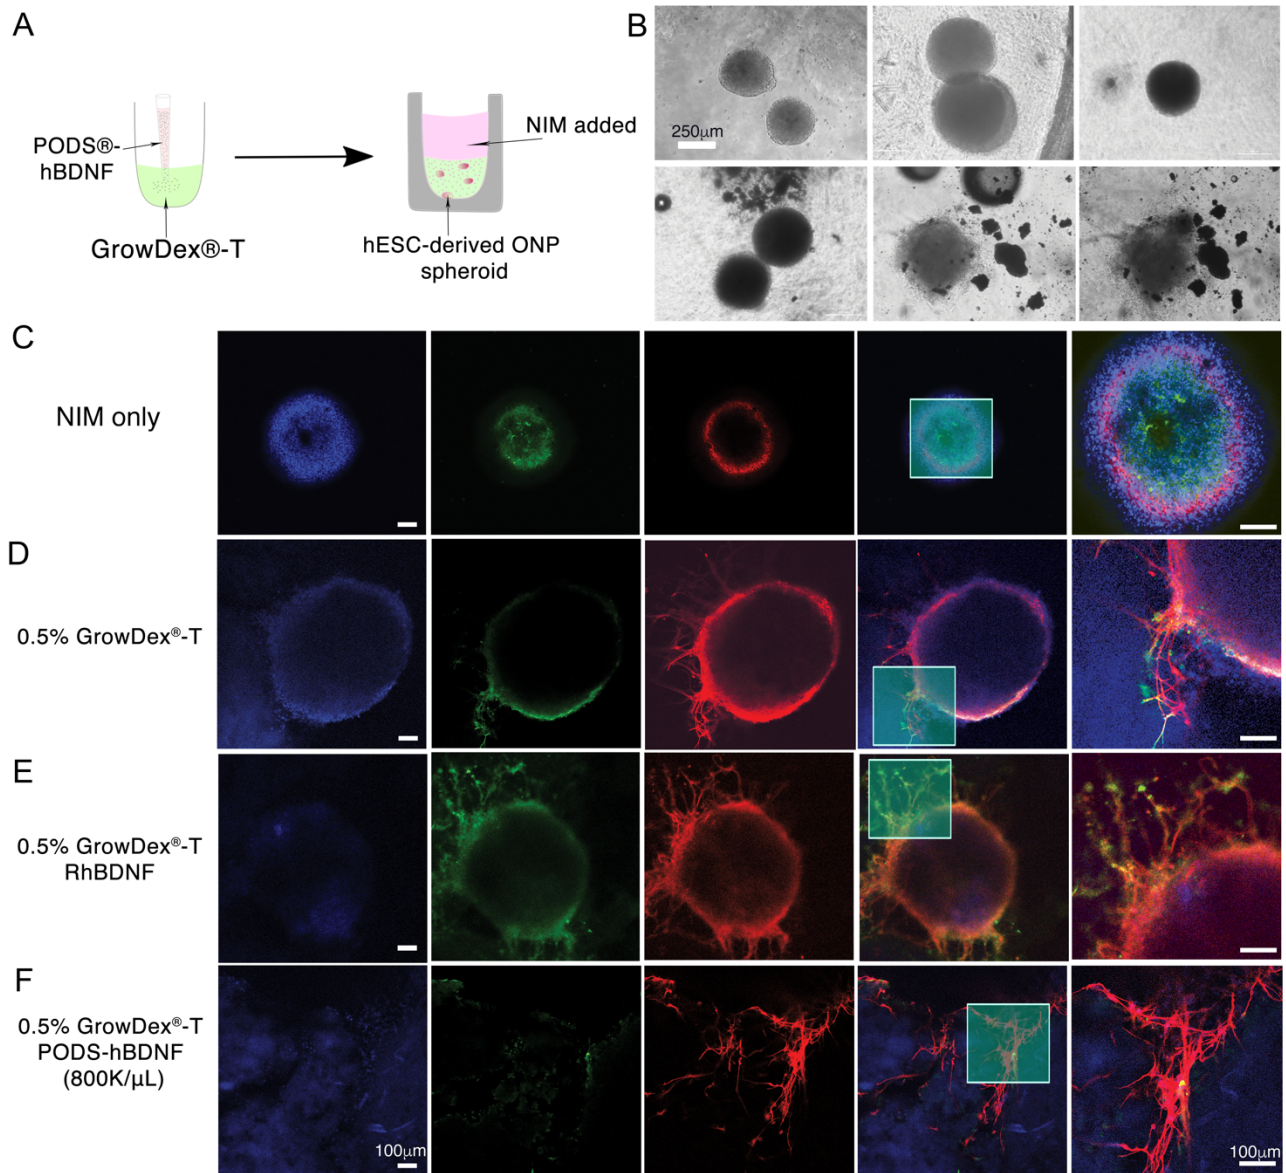 A
PODS®-
hBDNF
GrowDex®-T
NIM added
hESC-derived ONP
spheroid
B
250µm
C
NIM only
D
0.5% GrowDex®-T
E
0.5% GrowDex®-T
RhBDNF
F
0.5% GrowDex®-T
PODS-hBDNF
(800K/µL)
100µm
100µm